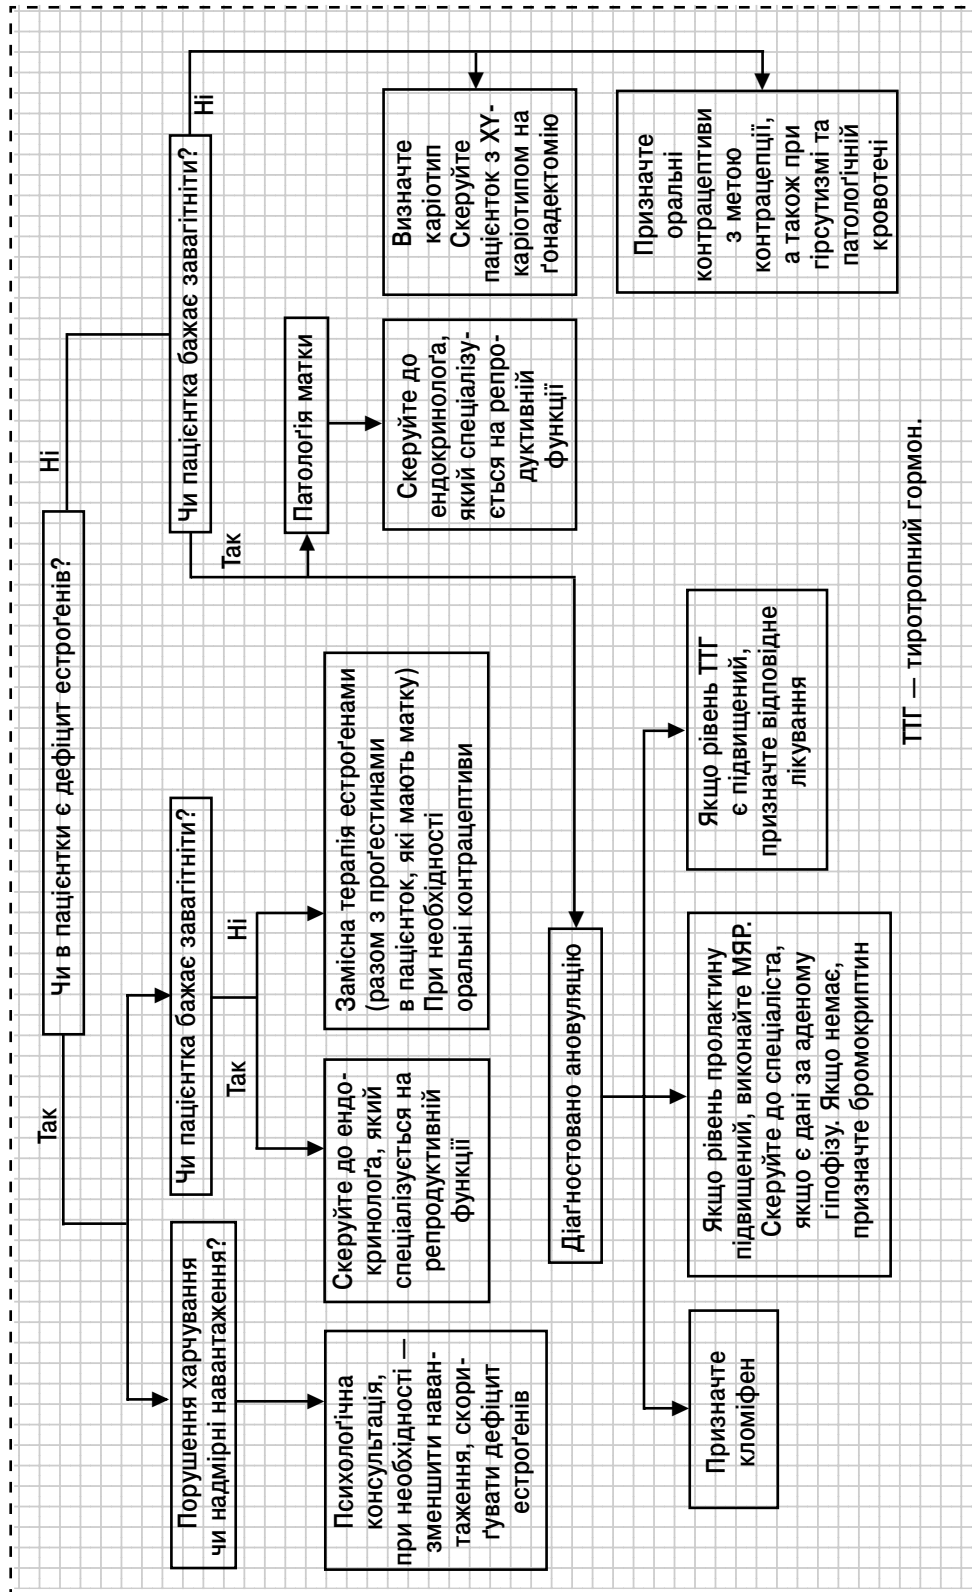 Чи в пацієнтки є дефіцит естроґенів?
Так
Ні
Порушення харчування
чи надмірні навантаження?
Чи пацієнтка бажає завагітніти?
Чи пацієнтка бажає завагітніти?
Так
Ні
Так
Ні
Психолоґічна
консультація,
при необхідності —
зменшити наван-
таження, скори-
ґувати дефіцит
естроґенів
Скеруйте до ендо-
кринолоґа, який
спеціалізується на
репродуктивній
функції
Замісна терапія естроґенами
(разом з проґестинами
в пацієнток, які мають матку)
При необхідності
оральні контрацептиви
Патолоґія матки
Скеруйте до
ендокринолоґа,
який спеціалізу-
ється на репро-
дуктивній
функції
Визначте
каріотип
Скеруйте
пацієнток з XY-
каріотипом на
ґонадектомію
Призначте
оральні
контрацептиви
з метою
контрацепції,
а також при
гірсутизмі та
патолоґічній
кровотечі
Діаґностовано ановуляцію
Призначте
кломіфен
Якщо рівень пролактину
підвищений, виконайте МЯР.
Скеруйте до спеціаліста,
якщо є дані за аденому
гіпофізу. Якщо немає,
призначте бромокриптин
Якщо рівень ТТГ
є підвищений,
призначте відповідне
лікування
ТТГ — тиротропний гормон.